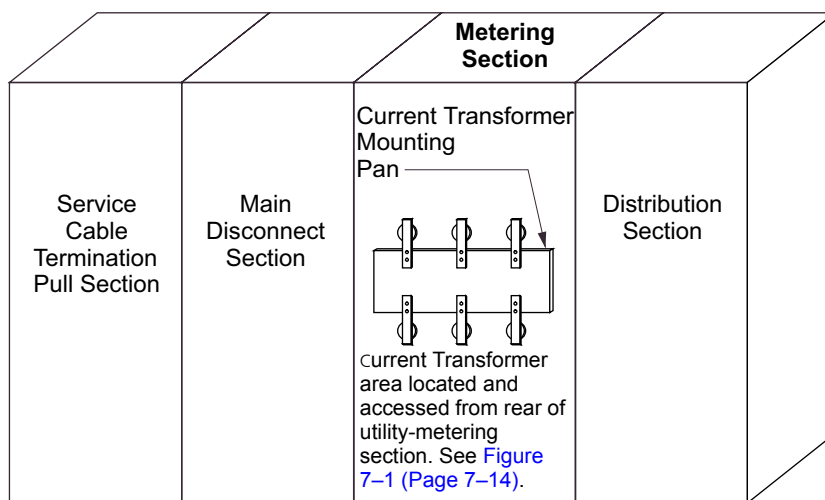 Metering
Section
Current Transformer
Mounting
Pan
Service
Cable
Termination
Pull Section
Main
Disconnect
Section
Distribution
Section
Current Transformer
area located and
accessed from rear of
utility-metering
section. See Figure
7–1 (Page 7–14).